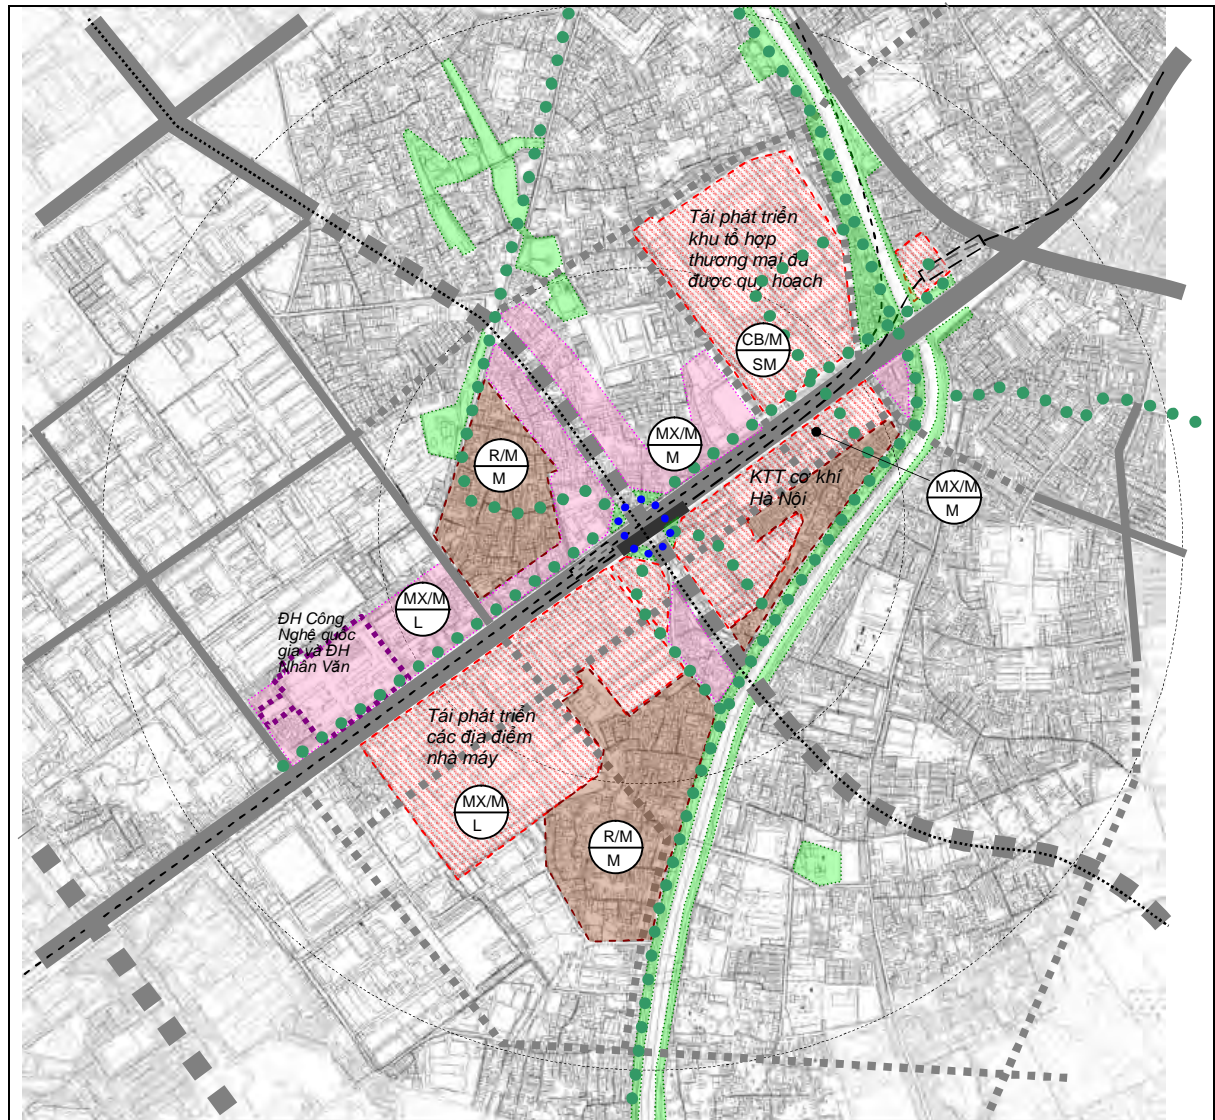 Tái phát triển
khu tổ hợp
thương mại đã
được quy hoạch
CB/M
SM
MX/M
M
R/M
M
KTT cơ khí
Hà Nội
MX/M
M
MX/M
L
ĐH Công
Nghệ quốc
gia và ĐH
Nhân Văn
Tái phát triển
các địa điểm
nhà máy
MX/M
L
R/M
M